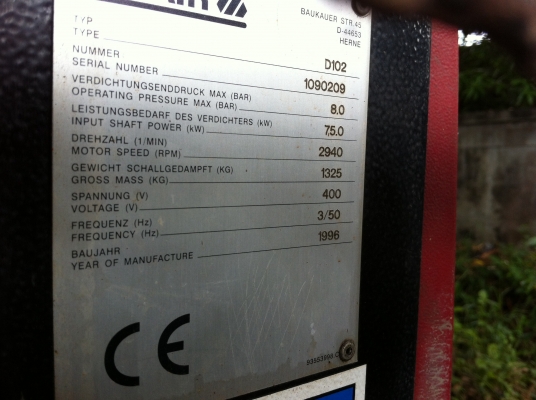 BAUKAUER STR.45
D-44653
HERNE
TYP
TYPE D102
NUMMER
SERIAL NUMBER 1090209
VERDICHTUNGSENDDRUCK MAX (BAR)
OPERATING PRESSURE MAX (BAR) 8.0
LEISTUNGSBEDARF DES VERDICHTERS (kW)
INPUT SHAFT POWER (kW) 75.0
DREHZAHL (1/MIN)
MOTOR SPEED (RPM) 2940
GEWICHT SCHALLGEDAMPFT (KG)
GROSS MASS (KG) 1325
SPANNUNG (V)
VOLTAGE (V) 400
FREQUENZ (Hz)
FREQUENCY (Hz) 3/50
BAUJAHR
YEAR OF MANUFACTURE 1996
CE